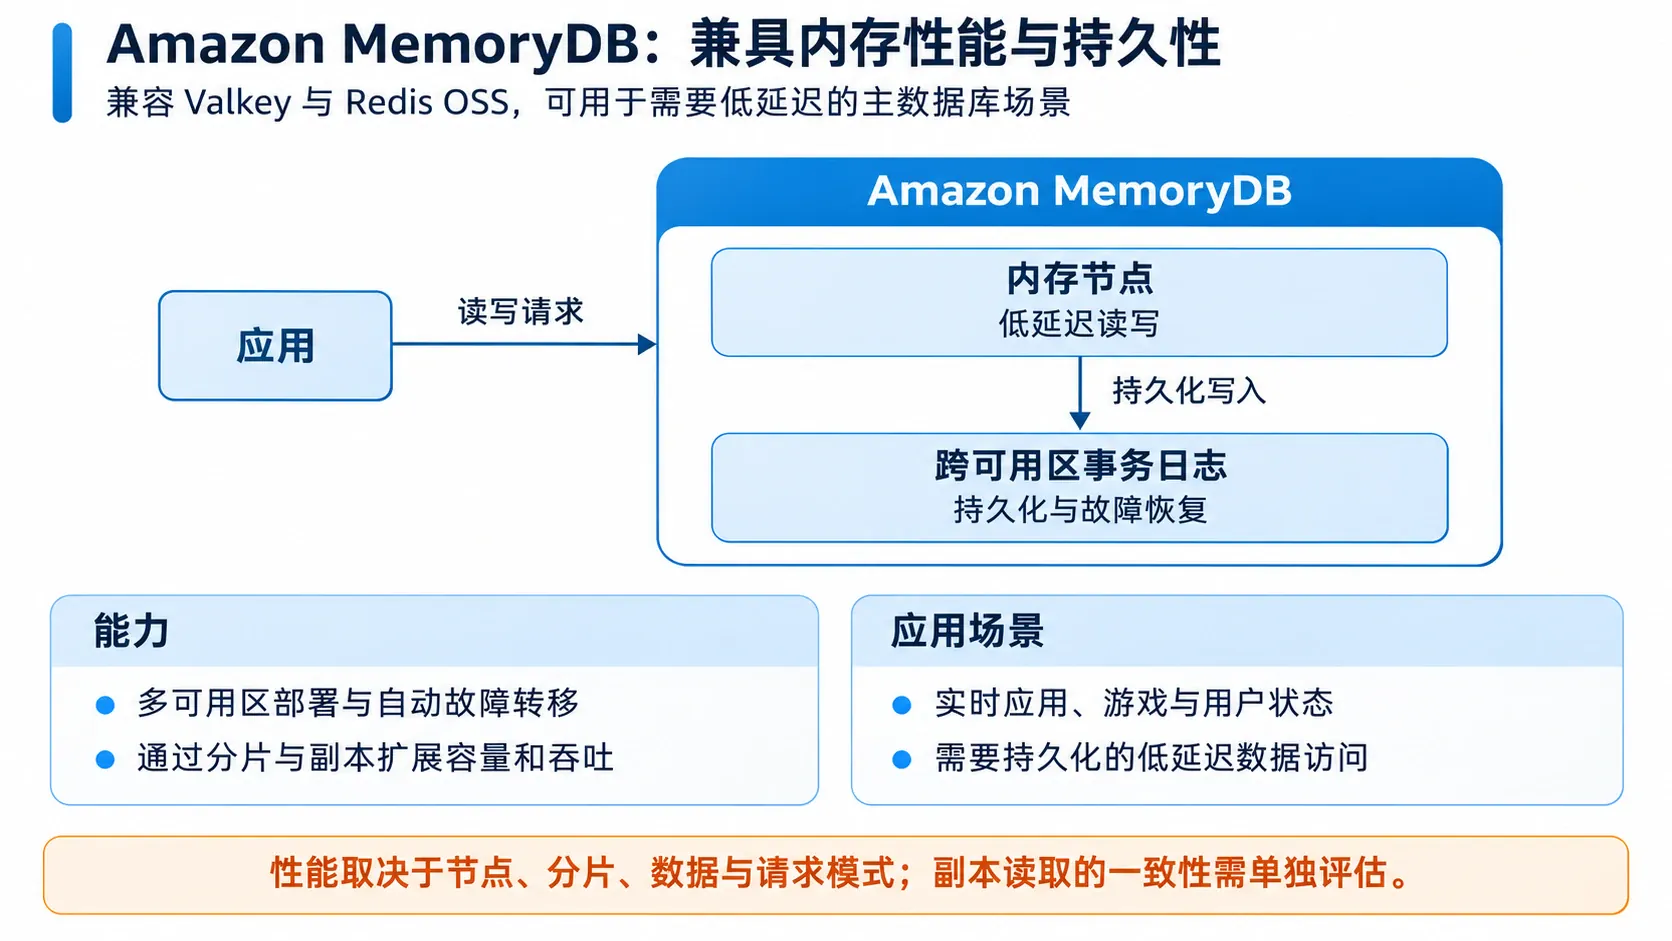 Amazon MemoryDB：兼具内存性能与持久性
兼容 Valkey 与 Redis OSS，可用于需要低延迟的主数据库场景
Amazon MemoryDB
内存节点
低延迟读写
应用
读写请求
持久化写入
跨可用区事务日志
持久化与故障恢复
能力
多可用区部署与自动故障转移
通过分片与副本扩展容量和吞吐
应用场景
实时应用、游戏与用户状态
需要持久化的低延迟数据访问
性能取决于节点、分片、数据与请求模式；副本读取的一致性需单独评估。